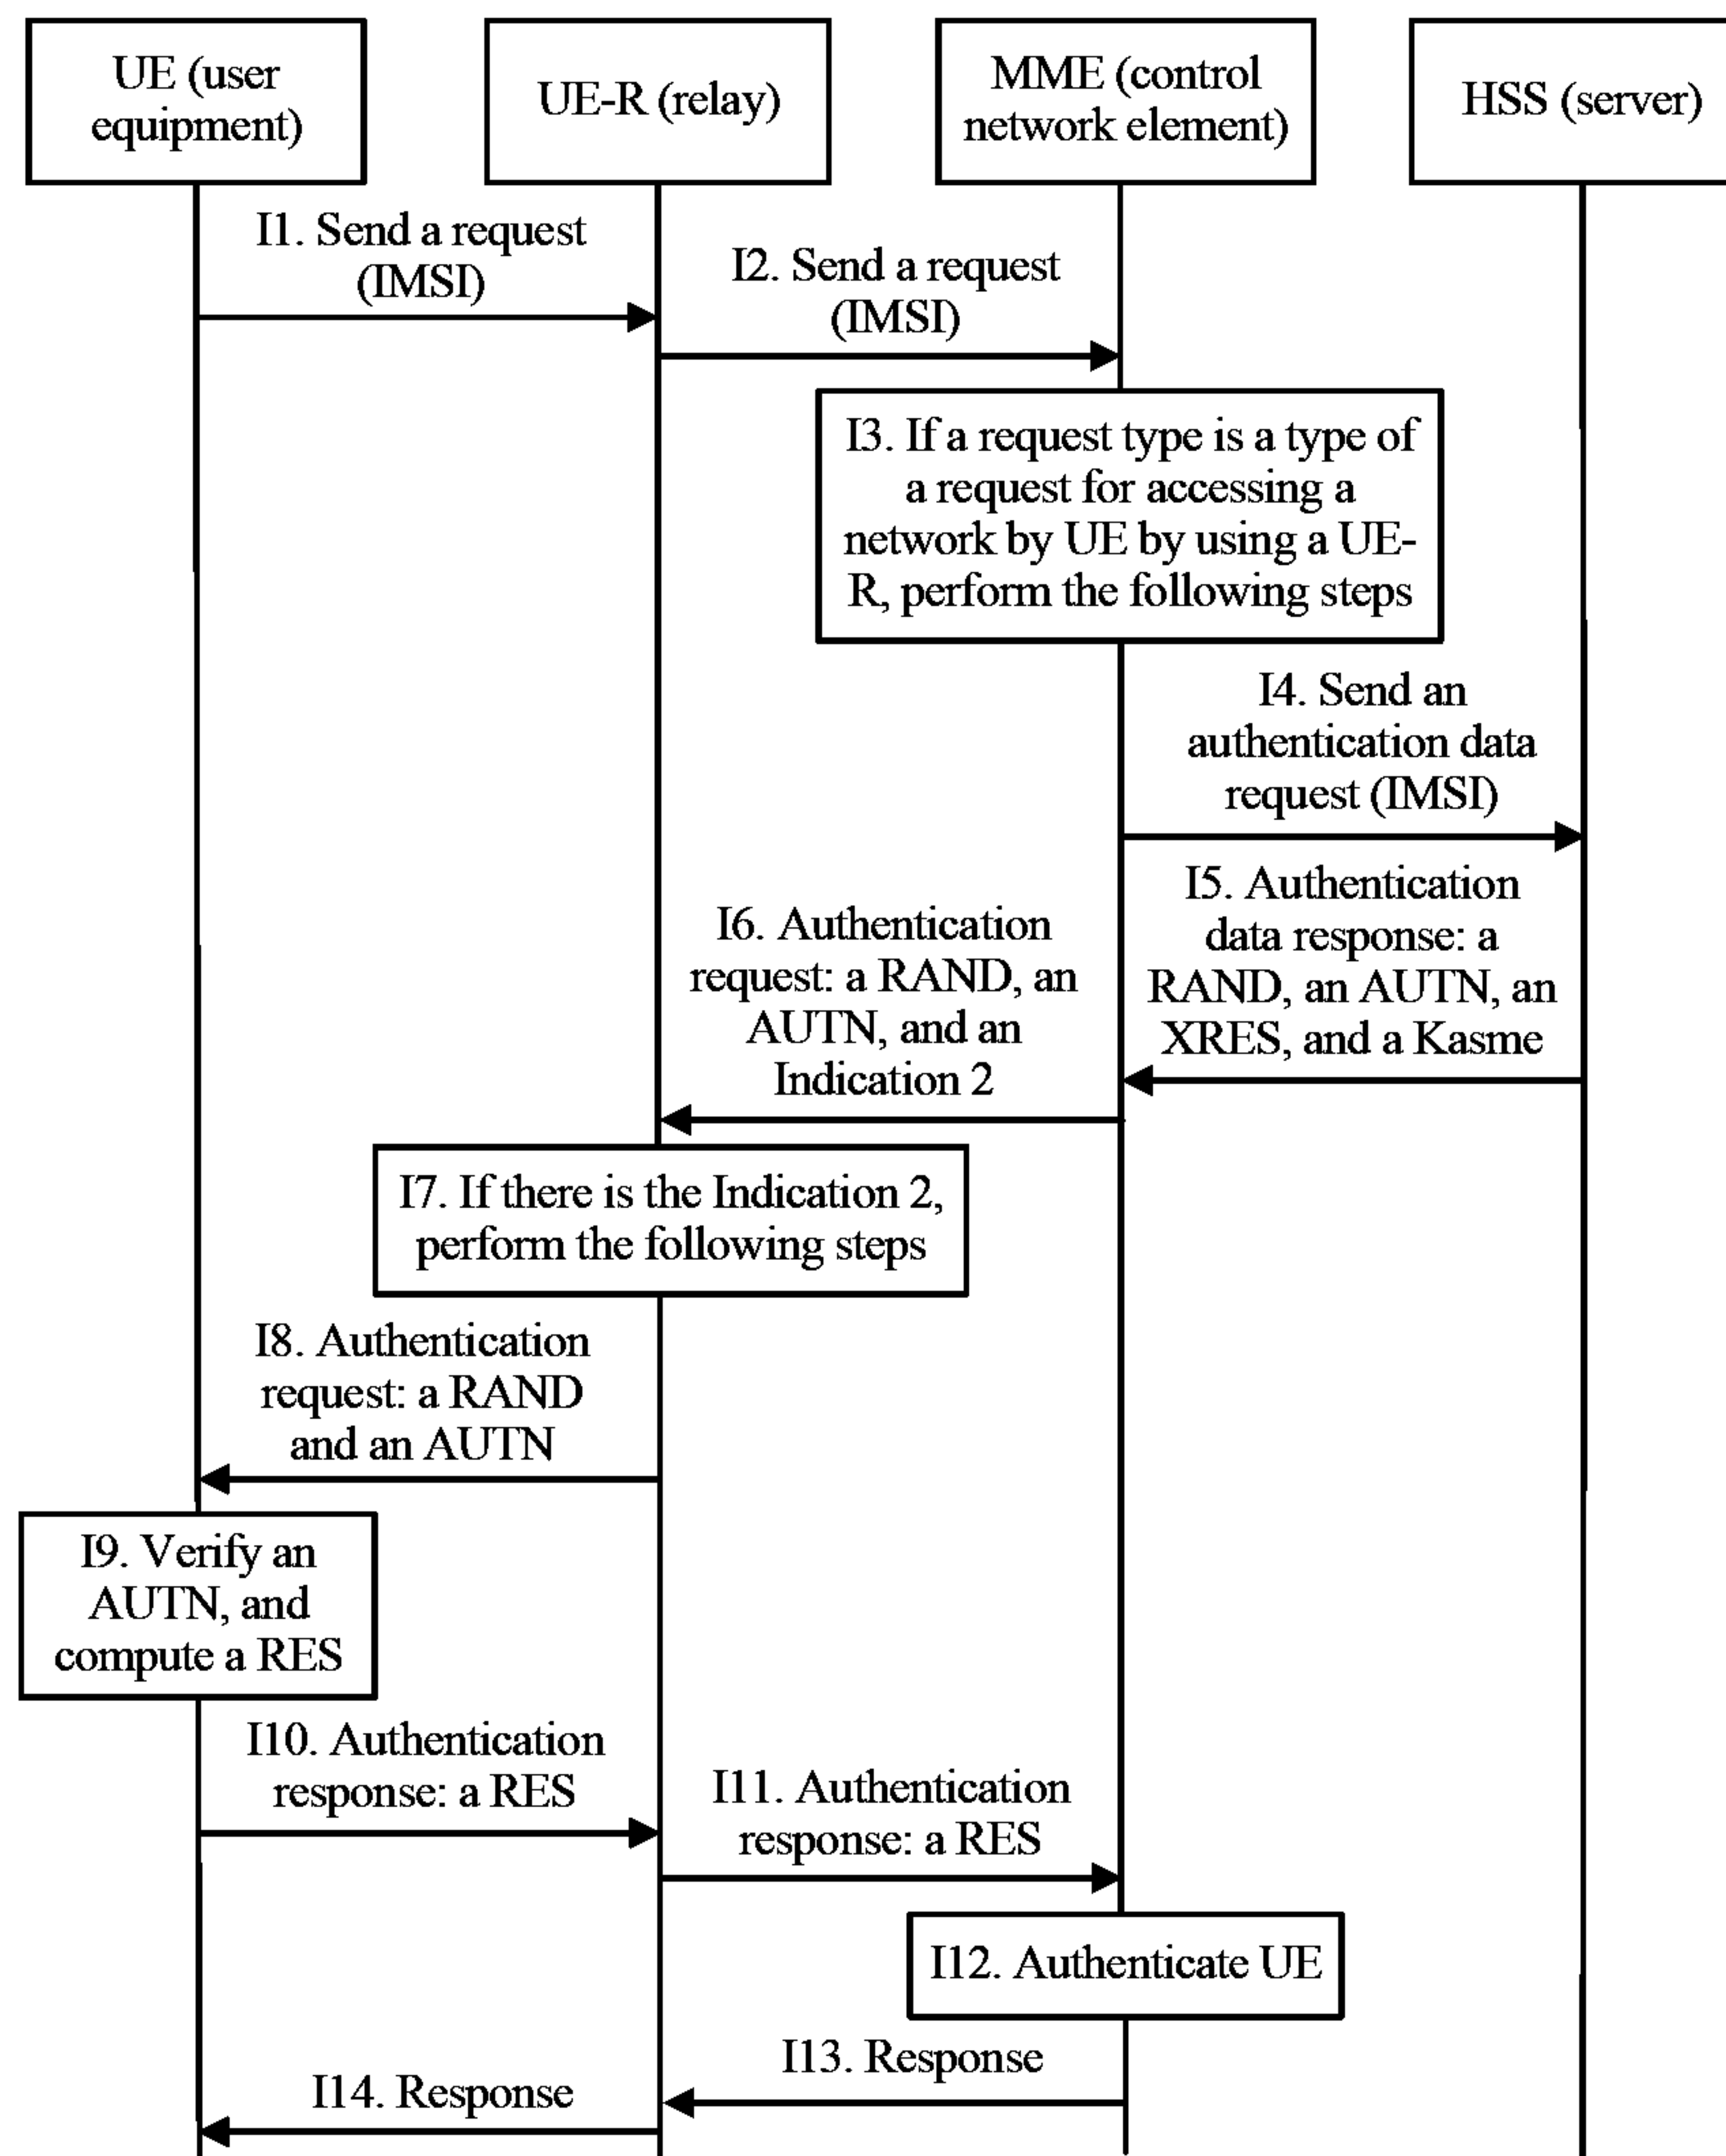 UE (user
equipment)
UE-R (relay)
MME (control
network element)
HSS (server)
I1. Send a request
(IMSI)
I2. Send a request
(IMSI)
I3. If a request type is a type of
a request for accessing a
network by UE by using a UE-
R, perform the following steps
I4. Send an
authentication data
request (IMSI)
I5. Authentication
data response: a
RAND, an AUTN, an
XRES, and a Kasme
I6. Authentication
request: a RAND, an
AUTN, and an
Indication 2
I7. If there is the Indication 2,
perform the following steps
I8. Authentication
request: a RAND
and an AUTN
I9. Verify an
AUTN, and
compute a RES
I10. Authentication
response: a RES
I11. Authentication
response: a RES
I12. Authenticate UE
I13. Response
I14. Response